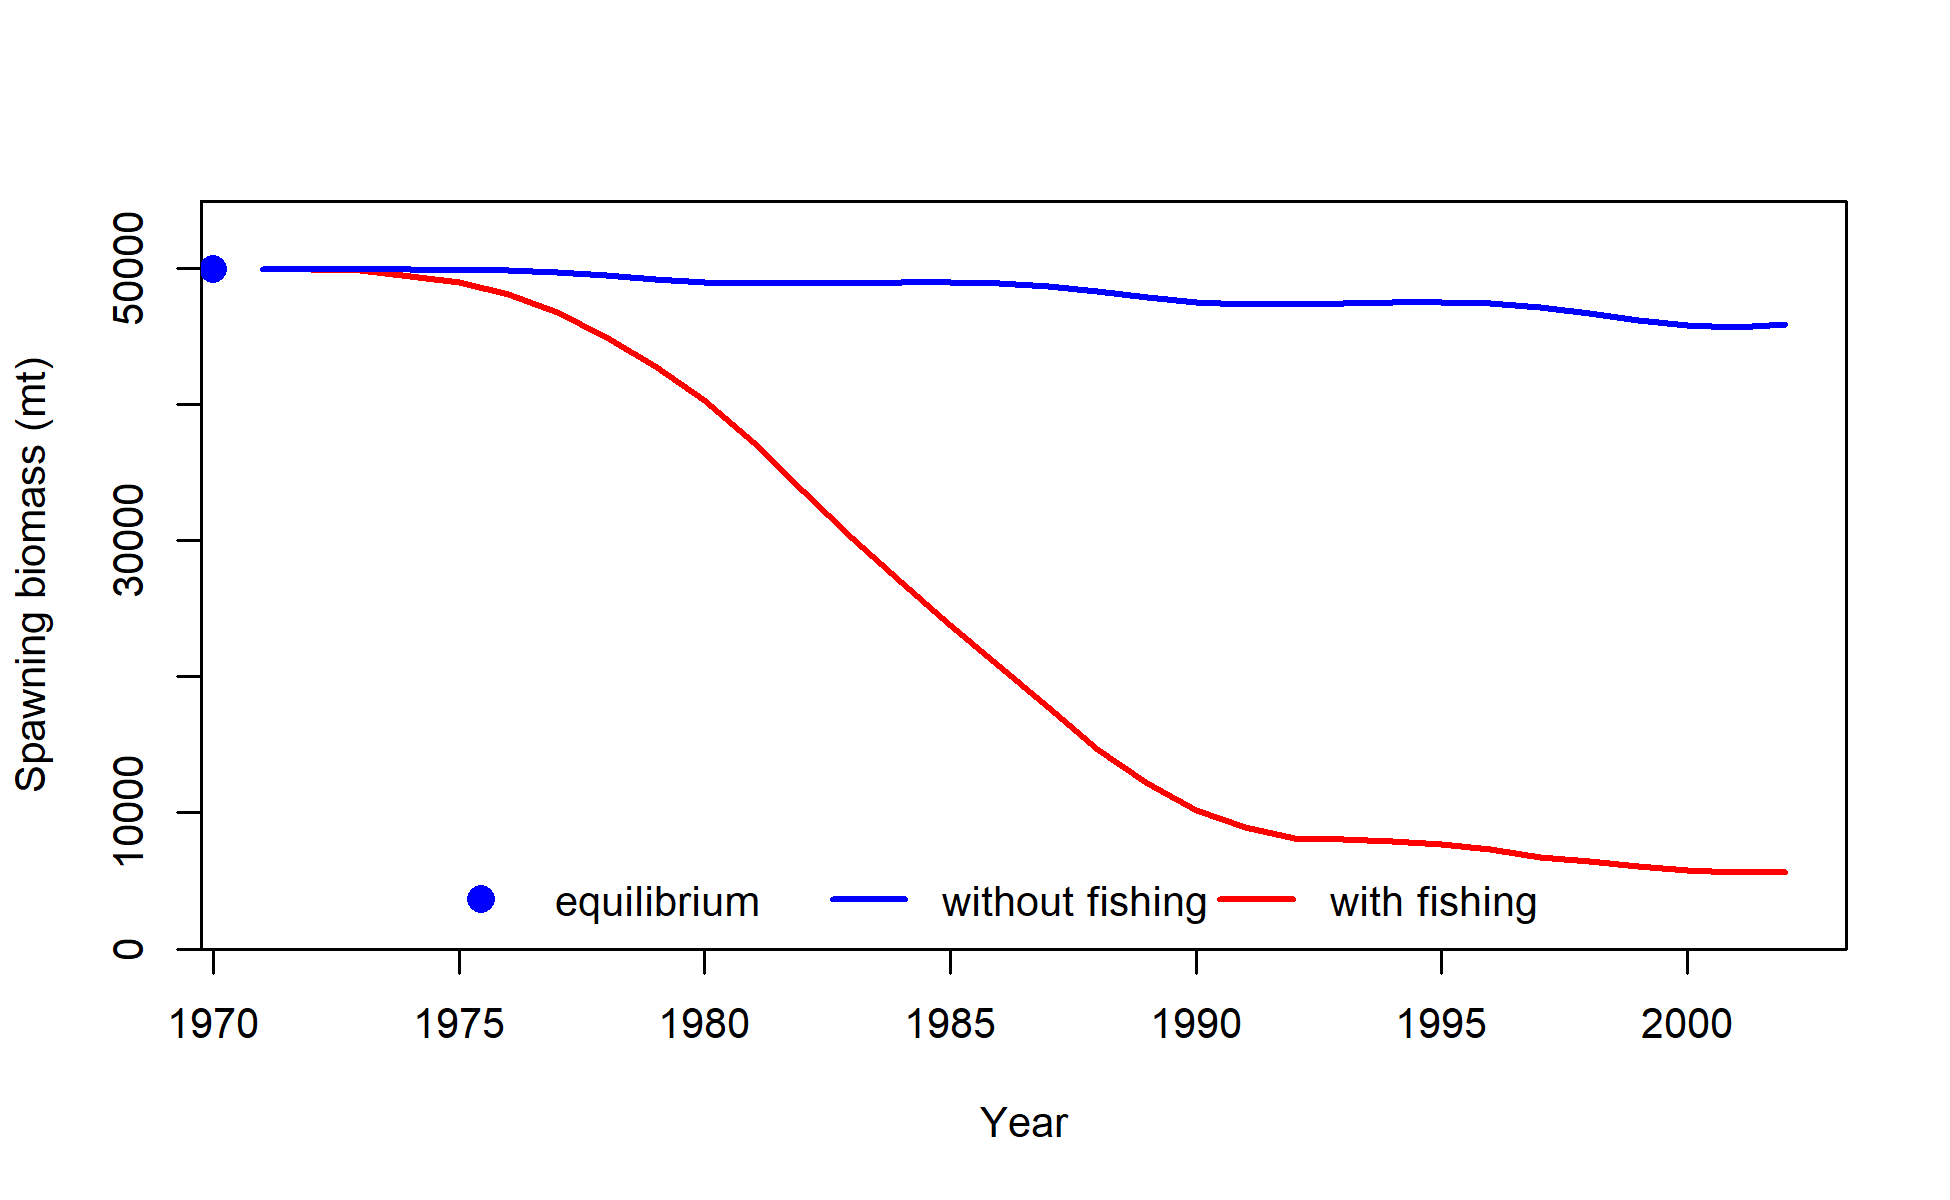 Spawning biomass (mt)
50000
30000
10000
0
equilibrium without fishing with fishing
1970 1975 1980 1985 1990 1995 2000
Year